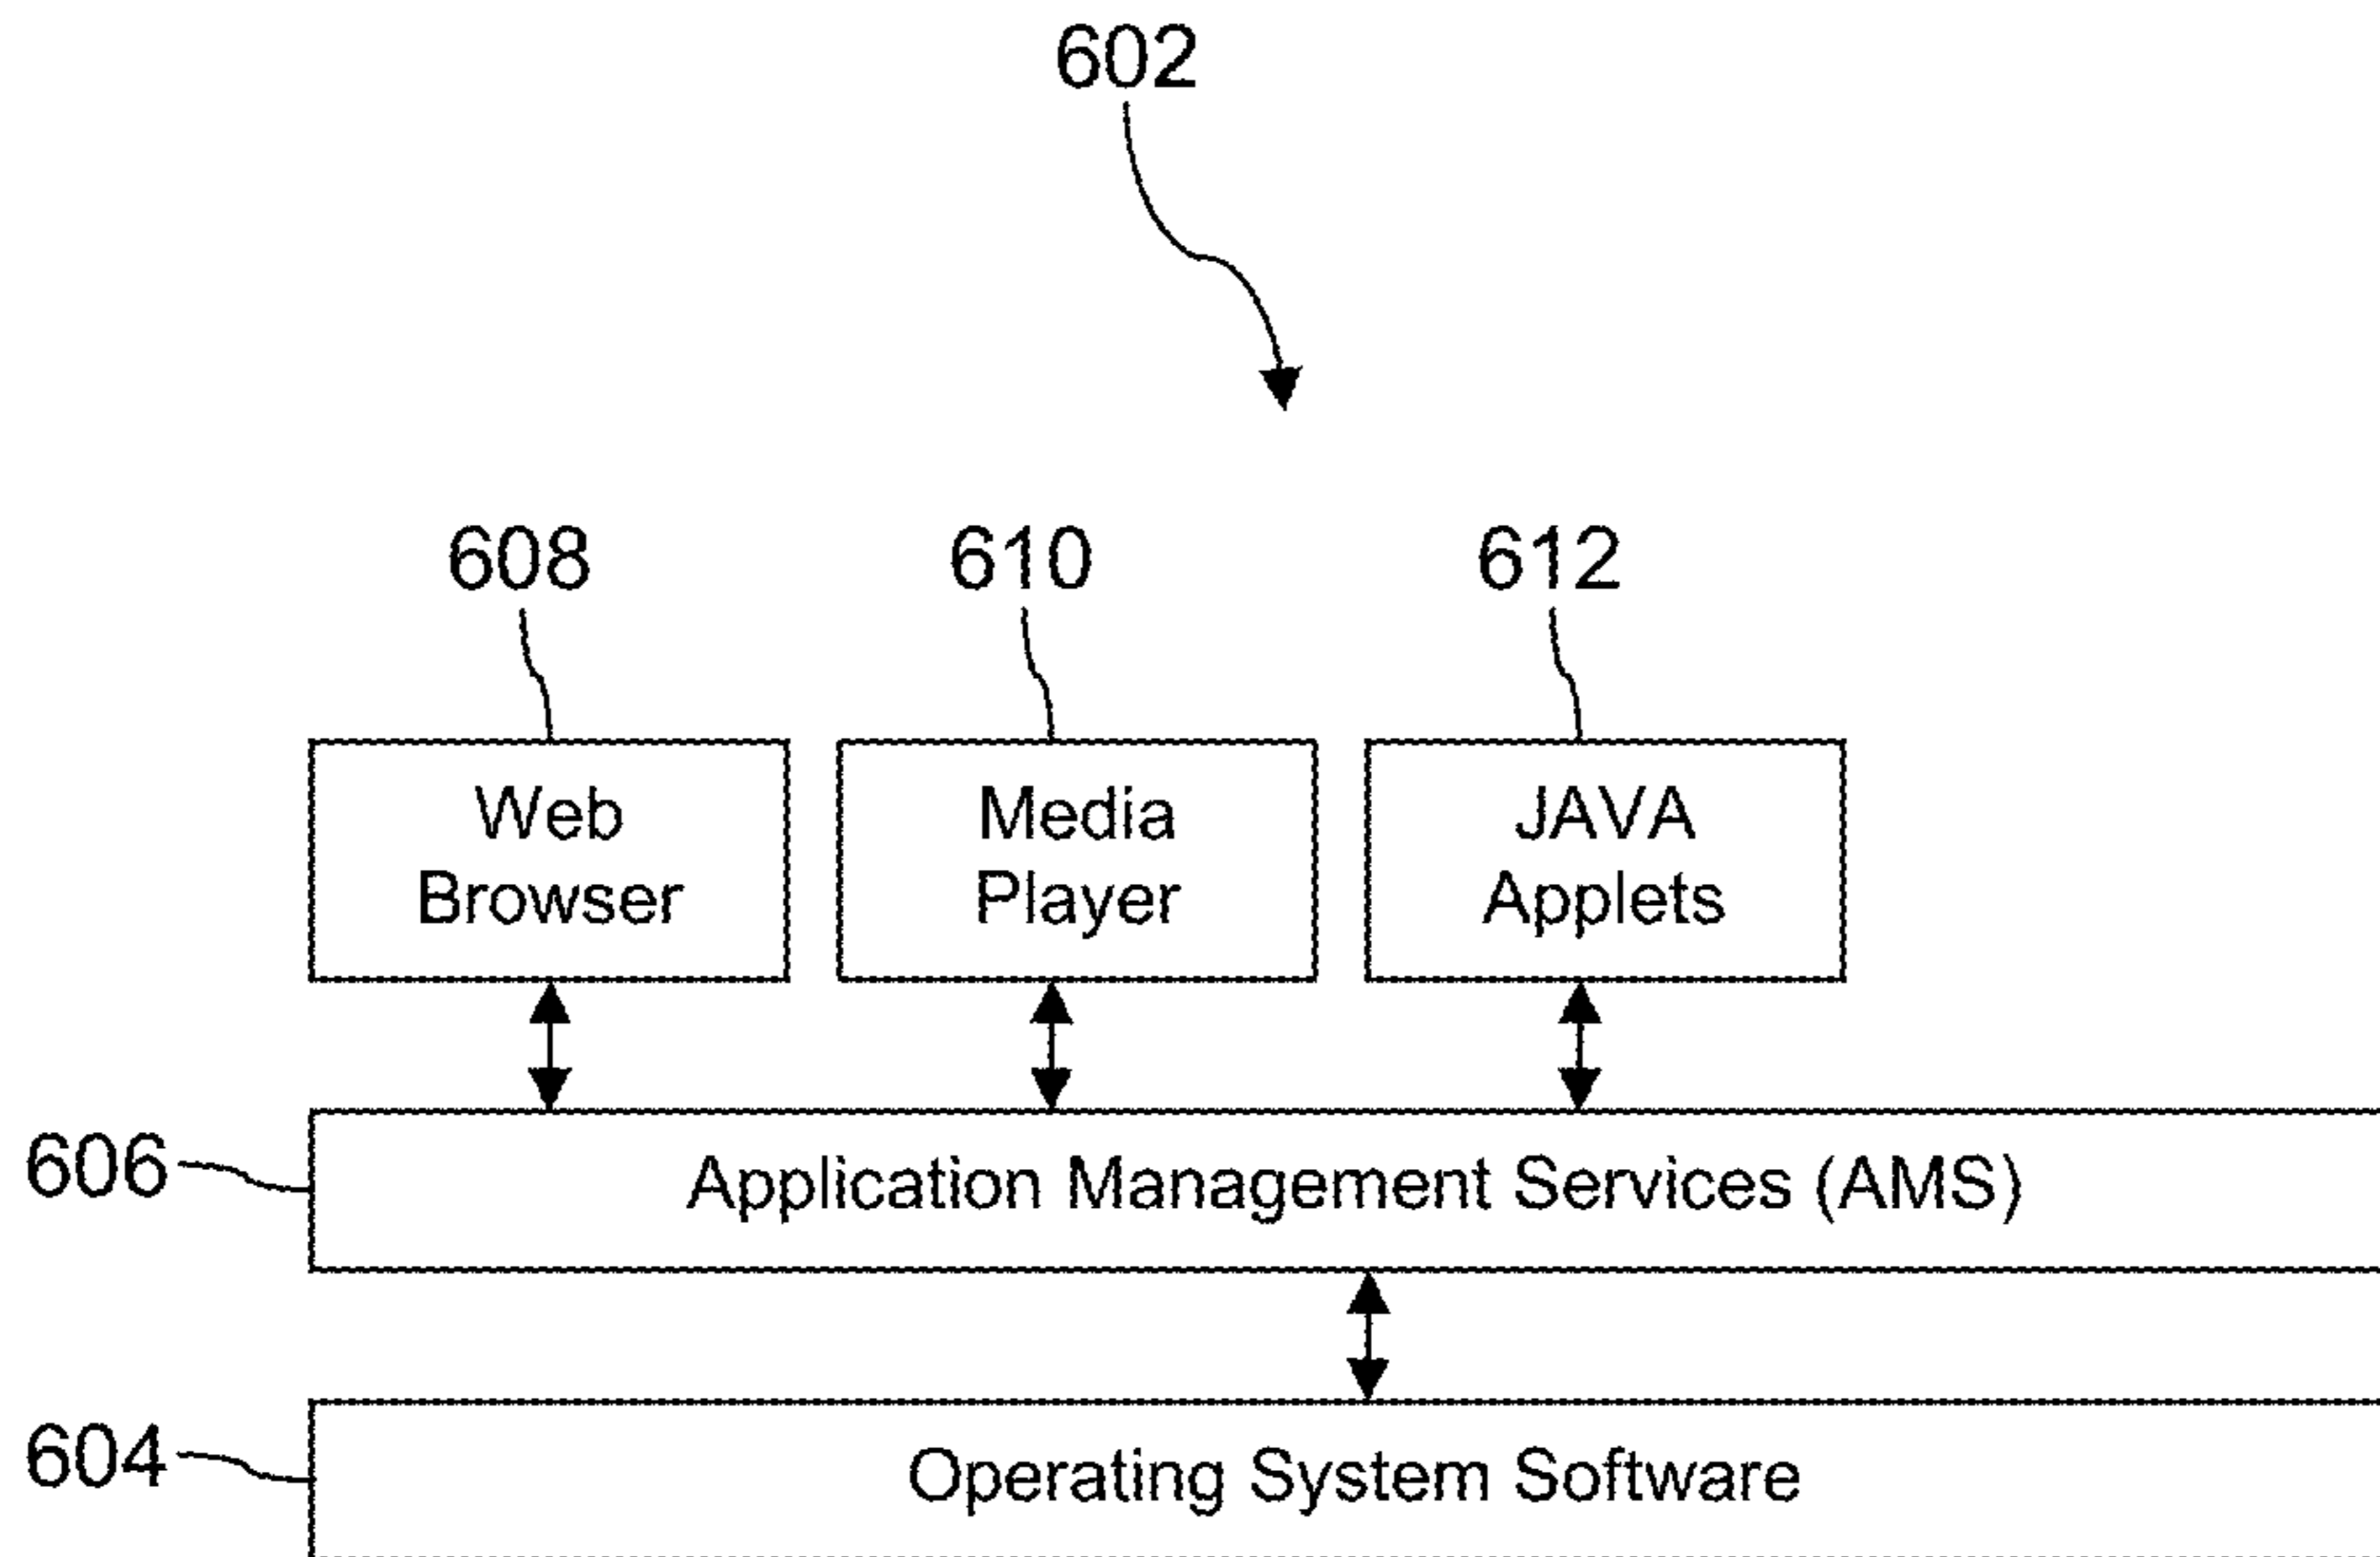 602
608
610
612
Web
Browser
Media
Player
JAVA
Applets
606
Application Management Services (AMS)
604
Operating System Software